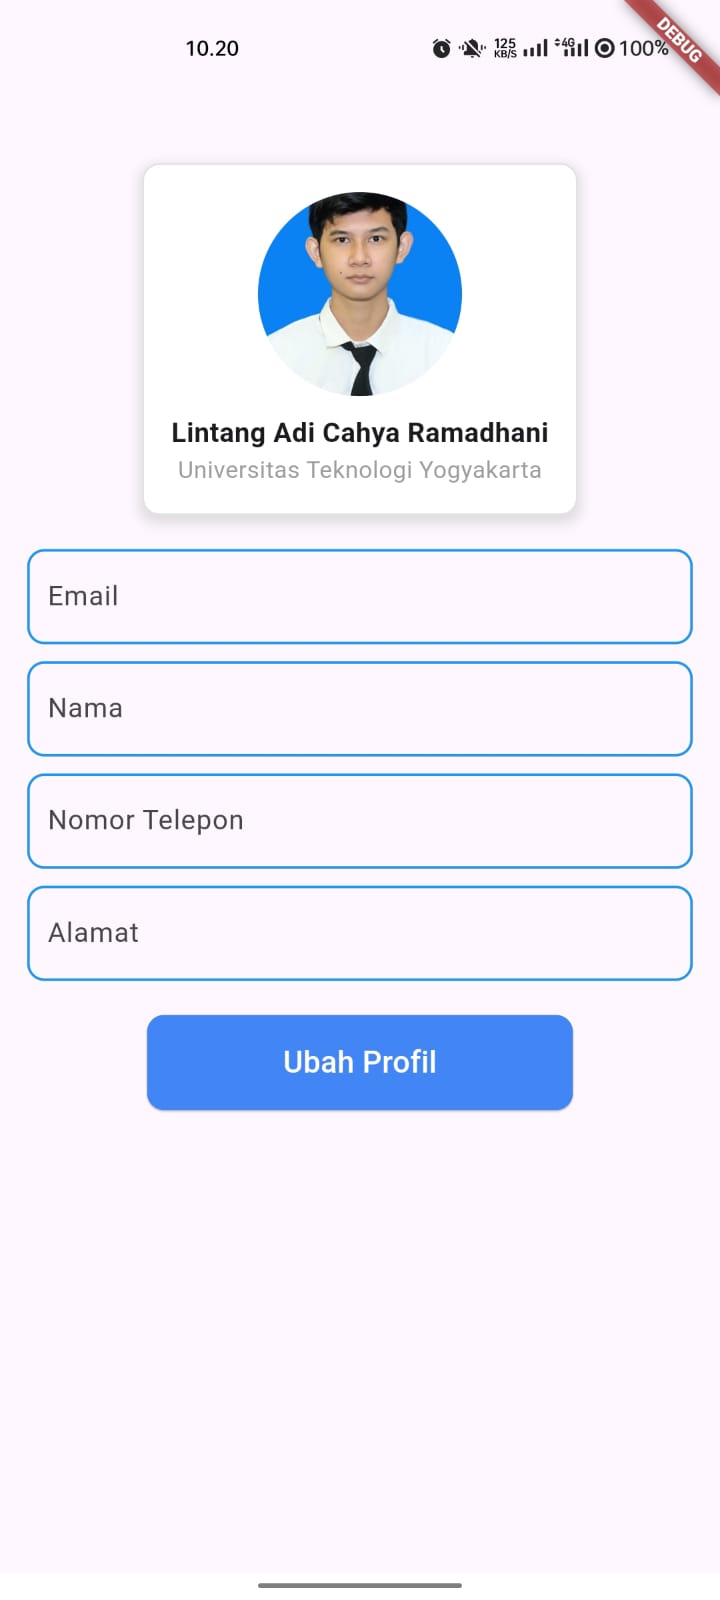 10.20
125
KB/S
4G
100%
DEBUG
Lintang Adi Cahya Ramadhani
Universitas Teknologi Yogyakarta
Email
Nama
Nomor Telepon
Alamat
Ubah Profil